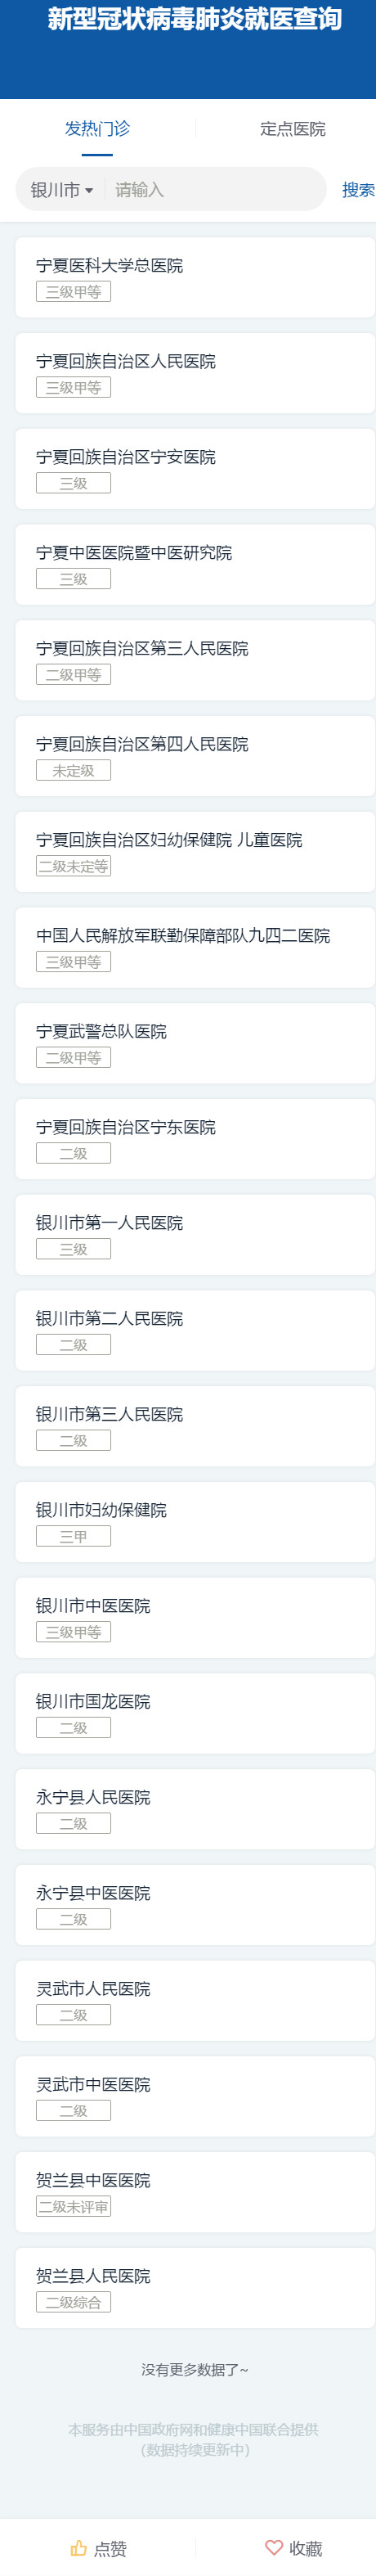 新型冠状病毒肺炎就医查询
发热门诊 定点医院
银川市 请输入 搜索
宁夏医科大学总医院
三级甲等
宁夏回族自治区人民医院
三级甲等
宁夏回族自治区宁安医院
三级
宁夏中医医院暨中医研究院
三级
宁夏回族自治区第三人民医院
二级甲等
宁夏回族自治区第四人民医院
未定级
宁夏回族自治区妇幼保健院 儿童医院
二级未定等
中国人民解放军联勤保障部队九四二医院
三级甲等
宁夏武警总队医院
二级甲等
宁夏回族自治区宁东医院
二级
银川市第一人民医院
三级
银川市第二人民医院
二级
银川市第三人民医院
二级
银川市妇幼保健院
三甲
银川市中医医院
三级甲等
银川市国龙医院
二级
永宁县人民医院
二级
永宁县中医医院
二级
灵武市人民医院
二级
灵武市中医医院
二级
贺兰县中医医院
二级未评审
贺兰县人民医院
二级综合
没有更多数据了~
本服务由中国政府网和健康中国联合提供
(数据持续更新中)
点赞 收藏